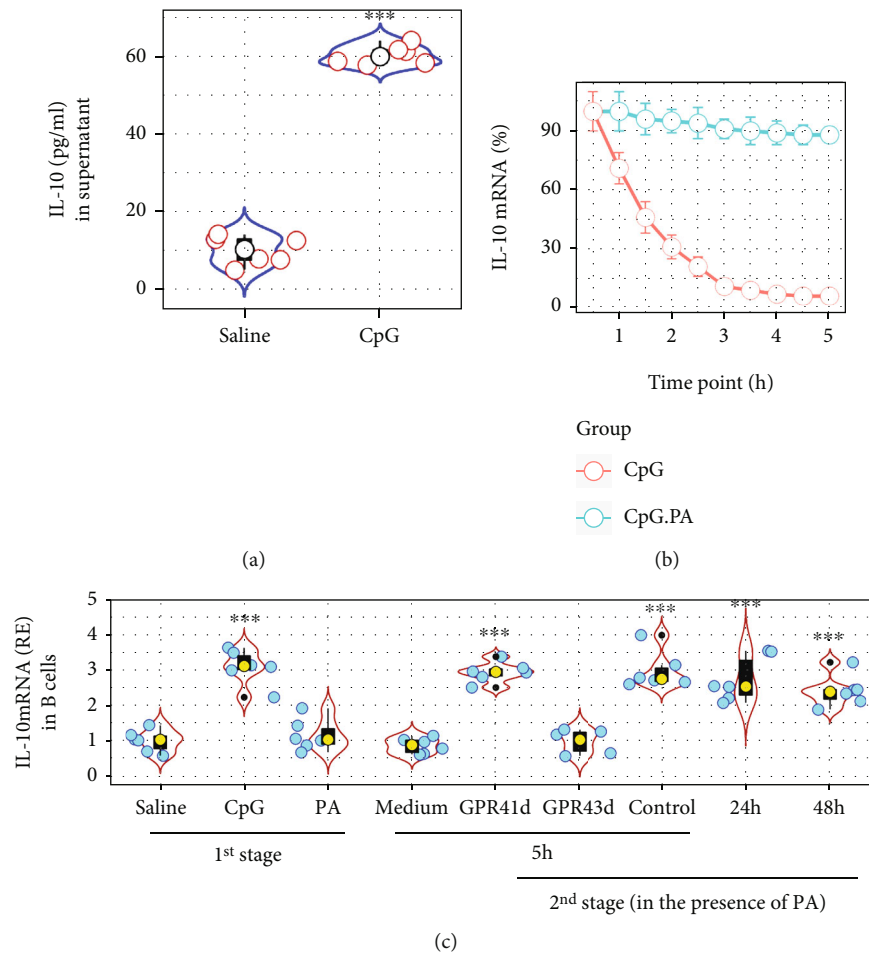 ***
60
40
20
0
IL-10 (pg/ml)
in supernatant
Saline
CpG
90
60
30
0
IL-10 mRNA (%)
1
2
3
4
5
Time point (h)
Group
CpG
CpG.PA
(a)
(b)
5
4
3
2
1
0
IL-10mRNA (RE)
in B cells
***
***
***
***
***
Saline
CpG
PA
Medium
GPR41d
GPR43d
Control
24h
48h
1st stage
5h
2nd stage (in the presence of PA)
(c)